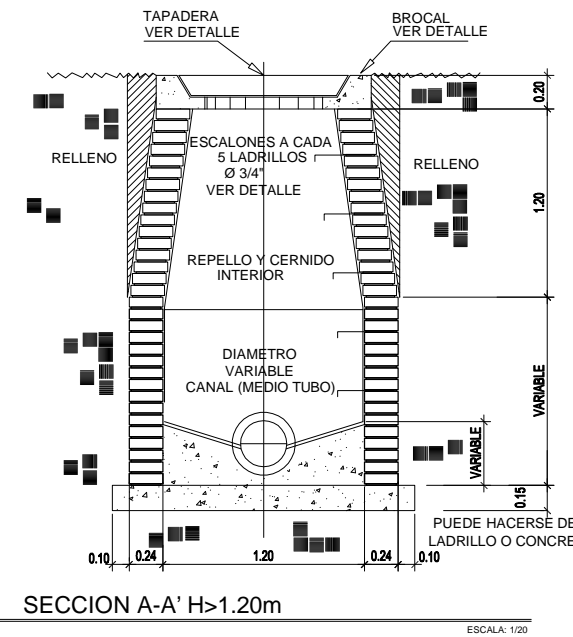 TAPADERA
VER DETALLE
BROCAL
VER DETALLE
0.20
ESCALONES A CADA
5 LADRILLOS
Ø 3/4"
VER DETALLE
RELLENO
RELLENO
1.20
REPELLO Y CERNIDO
INTERIOR
DIAMETRO
VARIABLE
CANAL (MEDIO TUBO)
VARIABLE
VARIABLE
0.15
PUEDE HACERSE DE
LADRILLO O CONCRE
0.10
0.24
1.20
0.24
0.10
SECCION A-A' H>1.20m
ESCALA: 1/20